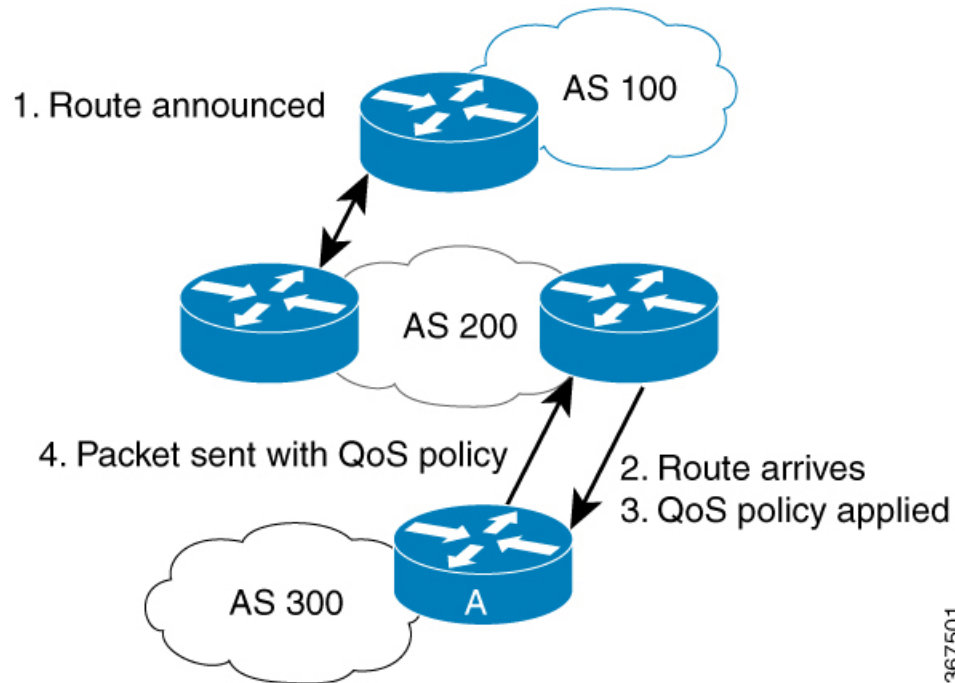 AS 100
1. Route announced
AS 200
4. Packet sent with QoS policy
2. Route arrives
3. QoS policy applied
AS 300
A
367501